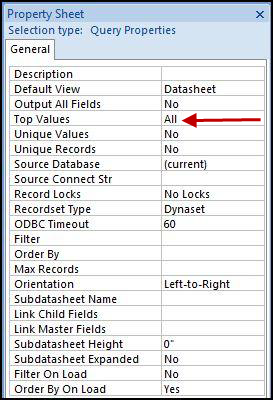 Property Sheet
Selection type: Query Properties
General
Description
Default View Datasheet
Output All Fields No
Top Values All
Unique Values No
Unique Records No
Source Database (current)
Source Connect Str
Record Locks No Locks
Recordset Type Dynaset
ODBC Timeout 60
Filter
Order By
Max Records
Orientation Left-to-Right
Subdatasheet Name
Link Child Fields
Link Master Fields
Subdatasheet Height 0"
Subdatasheet Expanded No
Filter On Load No
Order By On Load Yes